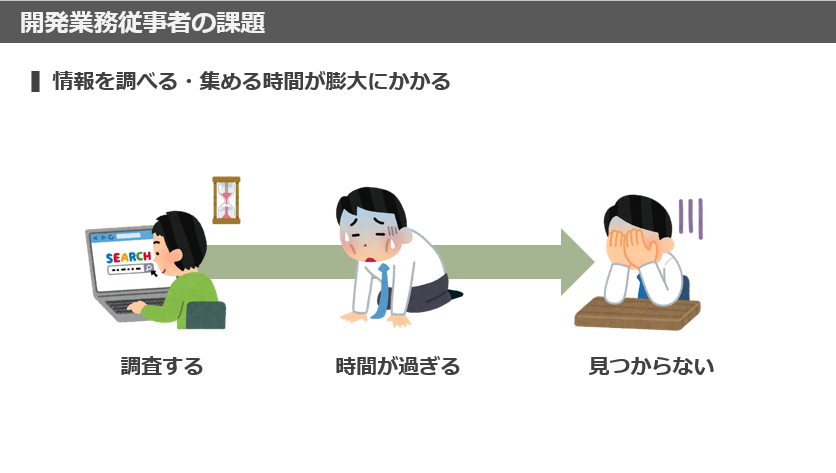 開発業務従事者の課題
情報を調べる・集める時間が膨大にかかる
SEARCH
調査する
時間が過ぎる
見つからない